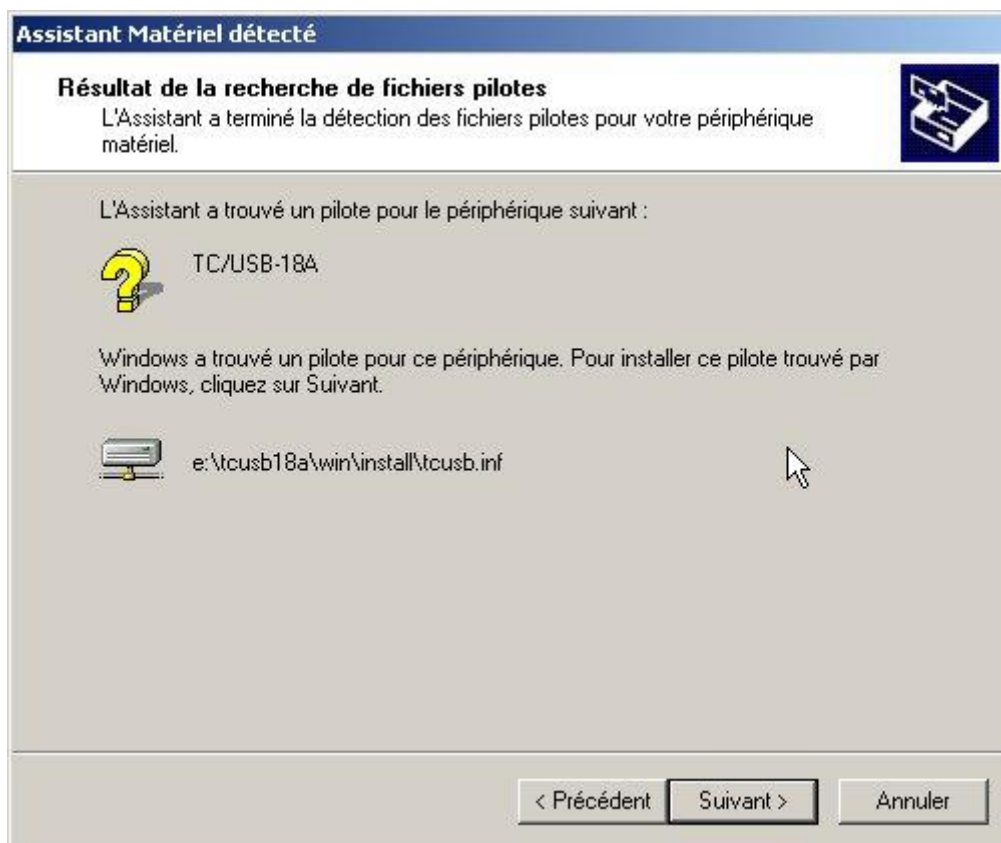 Assistant Matériel détecté
Résultat de la recherche de fichiers pilotes
L'Assistant a terminé la détection des fichiers pilotes pour votre périphérique
matériel.
L'Assistant a trouvé un pilote pour le périphérique suivant :
TC/USB-18A
Windows a trouvé un pilote pour ce périphérique. Pour installer ce pilote trouvé par
Windows, cliquez sur Suivant.
e:\tcusb18a\win\install\tcusb.inf
< Précédent
Suivant >
Annuler